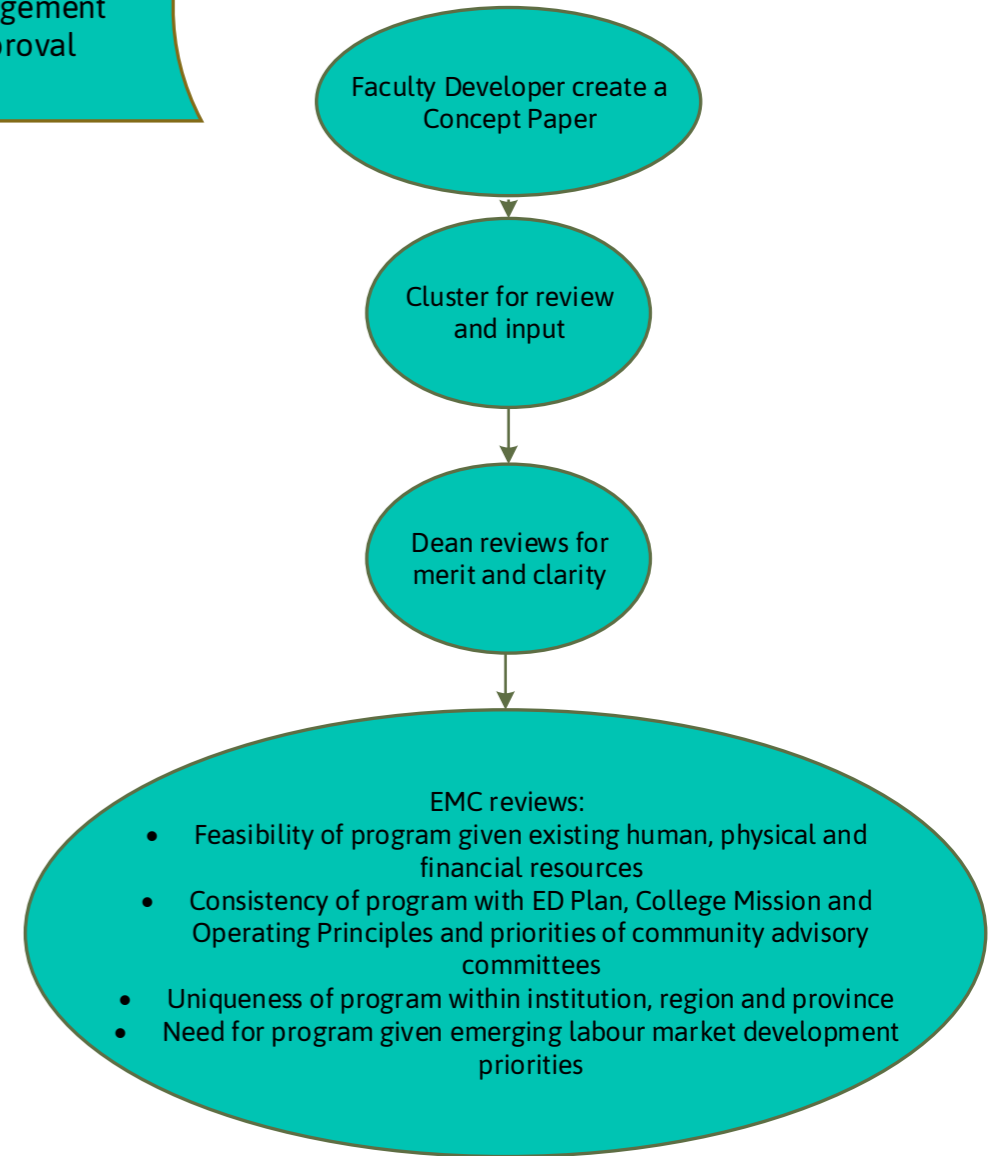 Faculty Developer create a
Concept Paper
Cluster for review
and input
Dean reviews for
merit and clarity
EMC reviews:
• Feasibility of program given existing human, physical and
financial resources
• Consistency of program with ED Plan, College Mission and
Operating Principles and priorities of community advisory
committees
• Uniqueness of program within institution, region and province
• Need for program given emerging labour market development
priorities